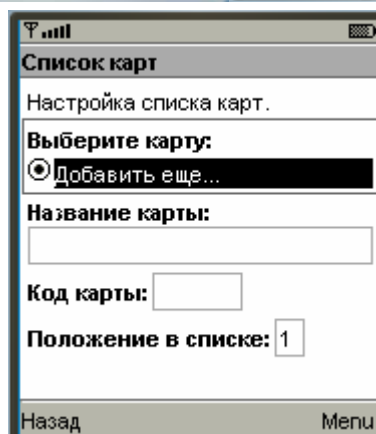 Список карт
Настройка списка карт.
Выберите карту:
Добавить еще...
Название карты:
Код карты:
Положение в списке: 1
Назад Menu